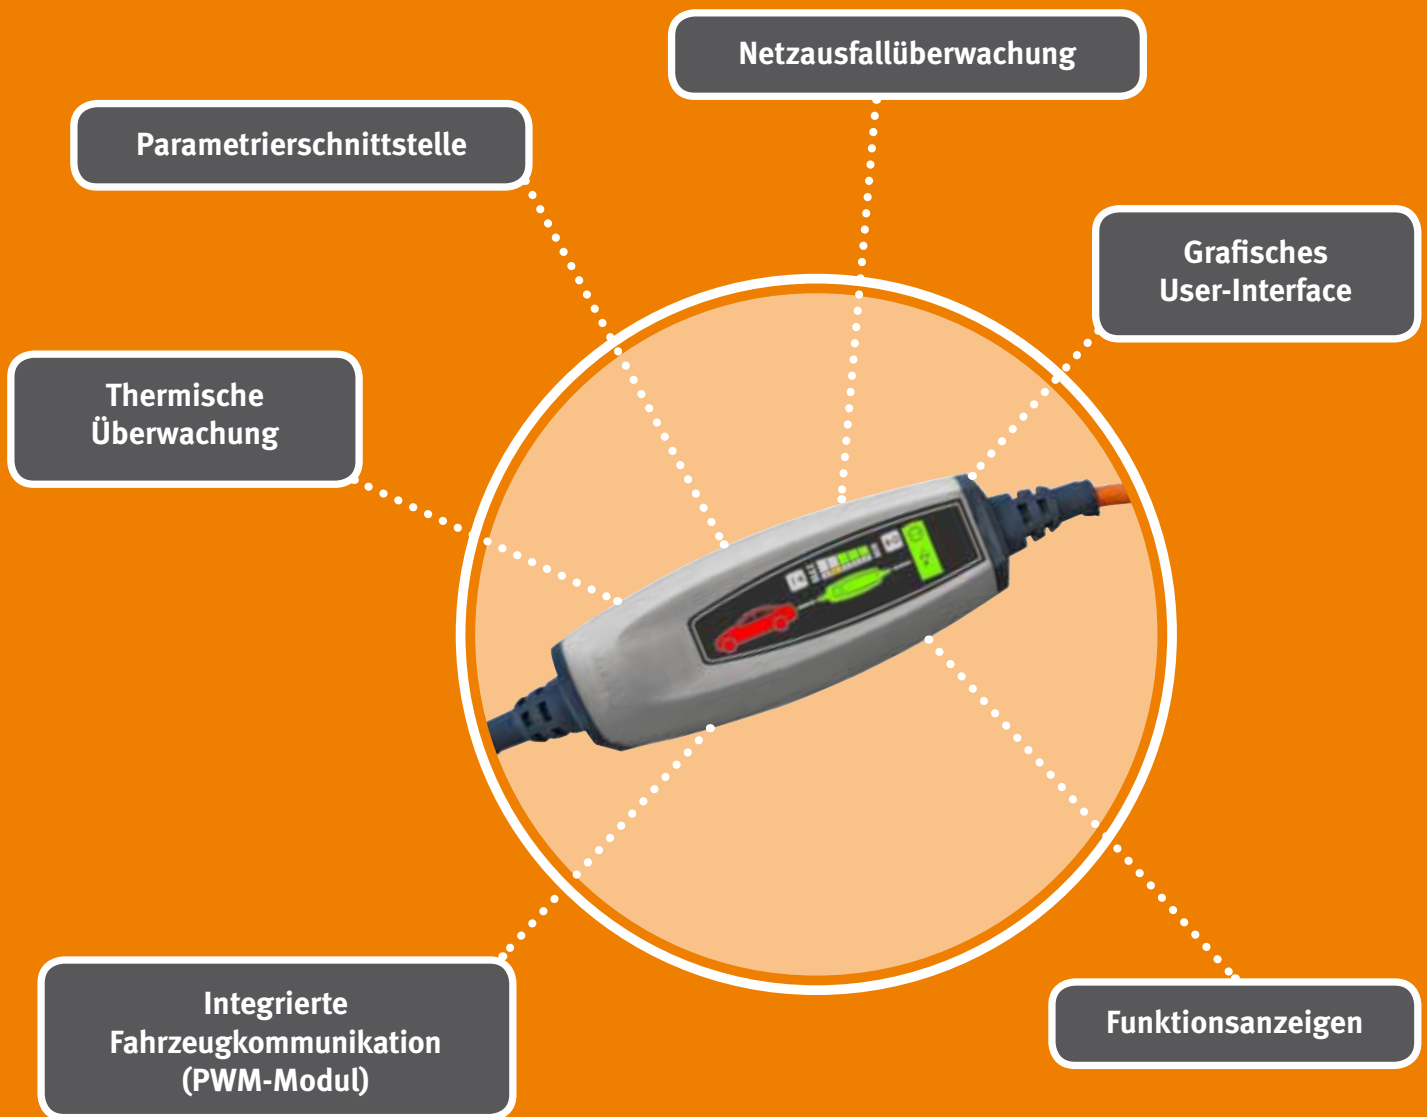 Netzausfallüberwachung
Parametrierschnittstelle
Grafisches
User-Interface
Thermische
Überwachung
Integrierte
Fahrzeugkommunikation
(PWM-Modul)
Funktionsanzeigen